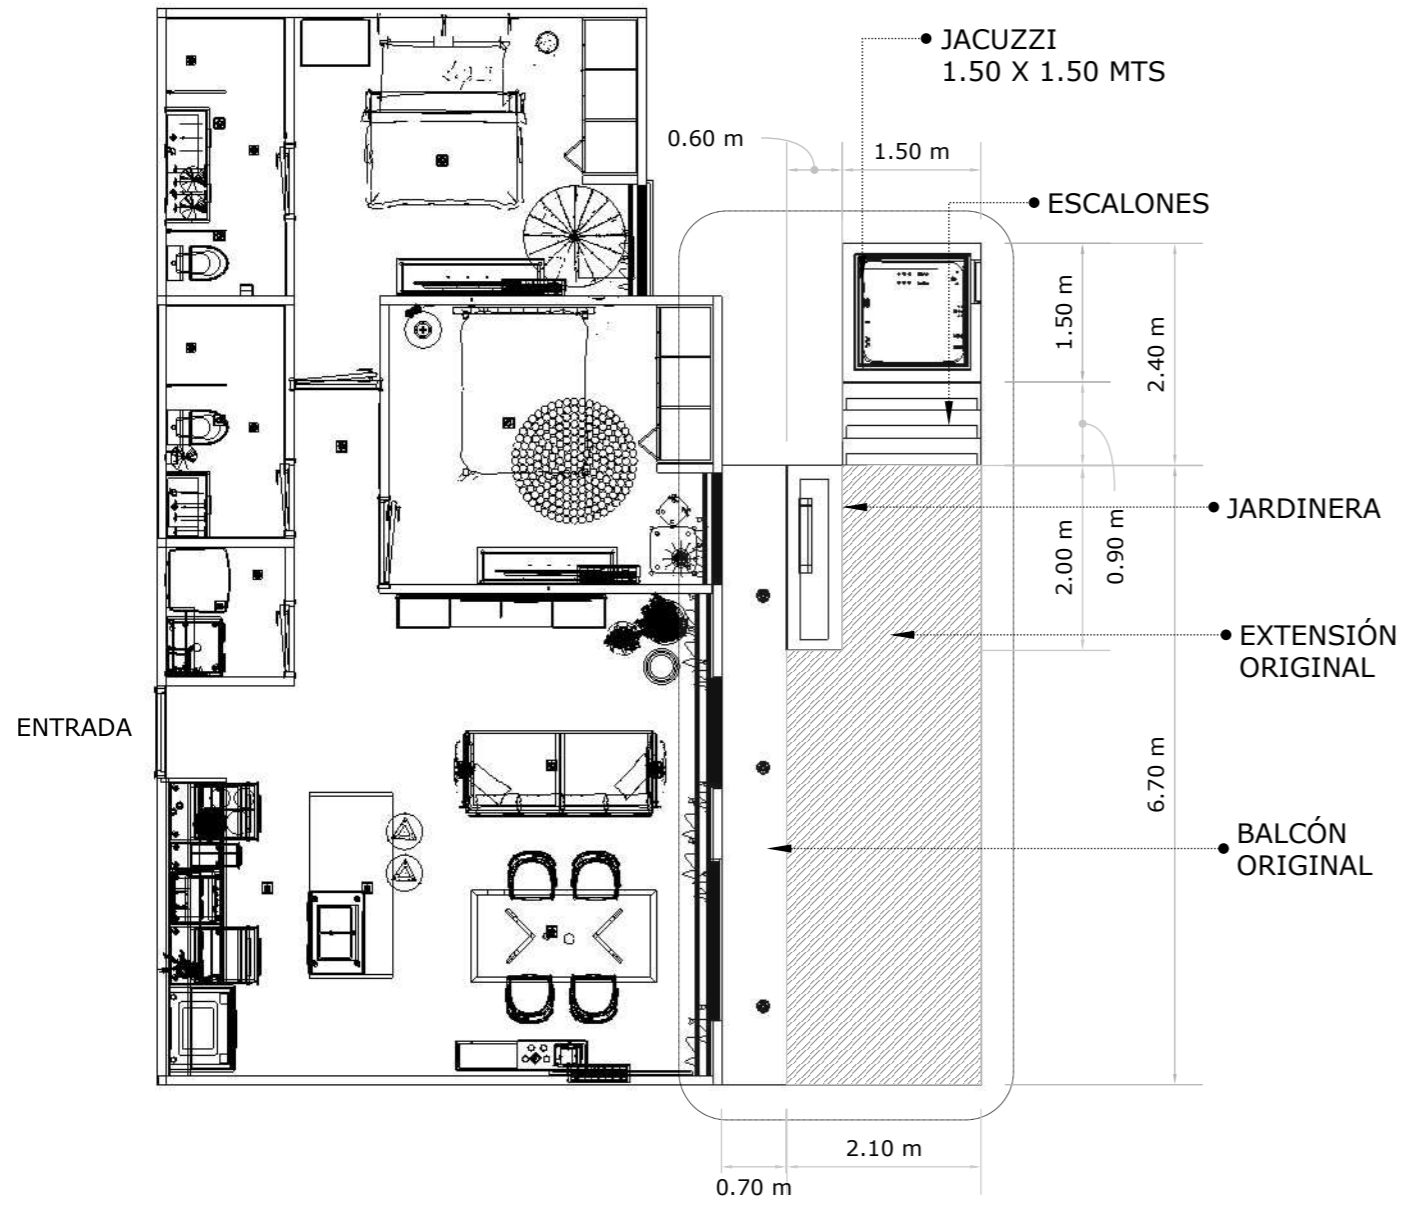 JACUZZI
1.50 X 1.50 MTS
0.60 m
1.50 m
ESCALONES
1.50 m
2.40 m
JARDINERA
2.00 m
0.90 m
EXTENSIÓN
ORIGINAL
ENTRADA
6.70 m
BALCÓN
ORIGINAL
2.10 m
0.70 m